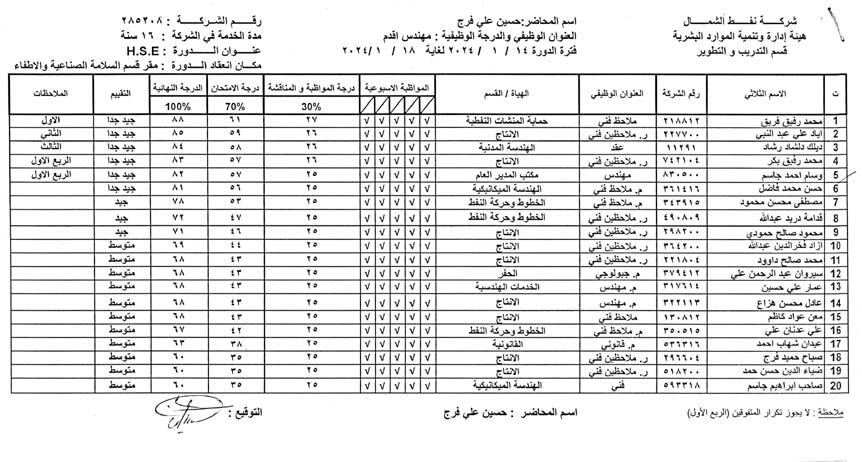 شركة نفط الشمال
هيئة إدارة وتنمية الموارد البشرية
قسم التدريب و التطوير
اسم المحاضر: حسين علي فرج
العنوان الوظيفي والدرجة الوظيفية : مهندس اقدم
فترة الدورة ١٤ / ١ / ٢٠٢٤ لغاية ١٨ / ١ / ٢٠٢٤
رقم الشركة : ٢٨٥٢٠٨
مدة الخدمة في الشركة : ١٦ سنة
عنوان الدورة : H.S.E
مكان انعقاد الدورة : مقر قسم السلامة الصناعية والاطفاء
ت الاسم الثلاثي رقم الشركة العنوان الوظيفي الهيأة / القسم المواظبة الاسبوعية درجة المواظبة و المناقشة 30% درجة الامتحان 70% الدرجة النهائية 100% التقييم الملاحظات
1 محمد رفيق فريق ٢١٨٨١٢ ملاحظ فني حماية المنشات النفطية √ √ √ √ √ ٢٧ ٦١ ٨٨ جيد جدا الاول
2 اياد علي عبد النبي ٢٢٧٧٠٠ ر. ملاحظين فني الانتاج √ √ √ √ √ ٢٦ ٥٩ ٨٥ جيد جدا الثاني
3 ديلك دلشاد رشاد ١١٢٩١ عقد الهندسة المدنية √ √ √ √ √ ٢٦ ٥٨ ٨٤ جيد جدا الثالث
4 محمد رفيق بكر ٧٤٢١٠٤ ر. ملاحظين فني الانتاج √ √ √ √ √ ٢٦ ٥٧ ٨٣ جيد جدا الربع الاول
5 وسام احمد جاسم ٨٣٠٥٠٠ مهندس مكتب المدير العام √ √ √ √ √ ٢٥ ٥٧ ٨٢ جيد جدا الربع الاول
6 حسن محمد فاضل ٣٦١٤١٦ م. ملاحظ فني الهندسة الميكانيكية √ √ √ √ √ ٢٥ ٥٦ ٨١ جيد جدا
7 مصطفى محسن محمود ٣٤٣٩١٥ م. ملاحظ فني الخطوط وحركة النفط √ √ √ √ √ ٢٥ ٥٣ ٧٨ جيد
8 قدامة دريد عبدالله ٤٩٠٨٠٩ ر. ملاحظين فني الخطوط وحركة النفط √ √ √ √ √ ٢٥ ٤٧ ٧٢ جيد
9 محمود صالح حمودي ٢٩٨٢٠٠ ر. ملاحظين فني الانتاج √ √ √ √ √ ٢٥ ٤٦ ٧١ جيد
10 ازاد فخرالدين عبدالله ٣٦٤٢٠٠ ر. ملاحظين فني الانتاج √ √ √ √ √ ٢٥ ٤٤ ٦٩ متوسط
11 محمد صالح داوود ٢٢١٨٠٤ ر. ملاحظين فني الانتاج √ √ √ √ √ ٢٥ ٤٣ ٦٨ متوسط
12 سيروان عبد الرحمن علي ٣٧٩٤١٢ م. جيولوجي الحفر √ √ √ √ √ ٢٥ ٤٣ ٦٨ متوسط
13 عمار علي حسين ٣١٧٦١٤ م. مهندس الخدمات الهندسية √ √ √ √ √ ٢٥ ٤٣ ٦٨ متوسط
14 عادل محسن هزاع ٣٢٢١١٣ م. مهندس الانتاج √ √ √ √ √ ٢٥ ٤٣ ٦٨ متوسط
15 معن عواد كاظم ١٣٠٨١٢ ملاحظ فني الانتاج √ √ √ √ √ ٢٥ ٤٣ ٦٨ متوسط
16 علي عدنان علي ٣٥٠٥١٥ م. ملاحظ فني الخطوط وحركة النفط √ √ √ √ √ ٢٥ ٤٢ ٦٧ متوسط
17 عيدان شهاب احمد ٥٣٦٣١٦ م. قانوني القانونية √ √ √ √ √ ٢٥ ٣٨ ٦٣ متوسط
18 صباح حميد فرج ٢٩٦٦٠٤ ر. ملاحظين فني الانتاج √ √ √ √ √ ٢٥ ٣٥ ٦٠ متوسط
19 ضياء الدين حسن حمد ٥١٨٢٠٠ ر. ملاحظين فني الانتاج √ √ √ √ √ ٢٥ ٣٥ ٦٠ متوسط
20 صاحب ابراهيم جاسم ٥٩٣٣١٨ فني الهندسة الميكانيكية √ √ √ √ √ ٢٥ ٣٥ ٦٠ متوسط
ملاحظة : لا يجوز تكرار المتفوقين (الربع الأول)
اسم المحاضر : حسين علي فرج
التوقيع :